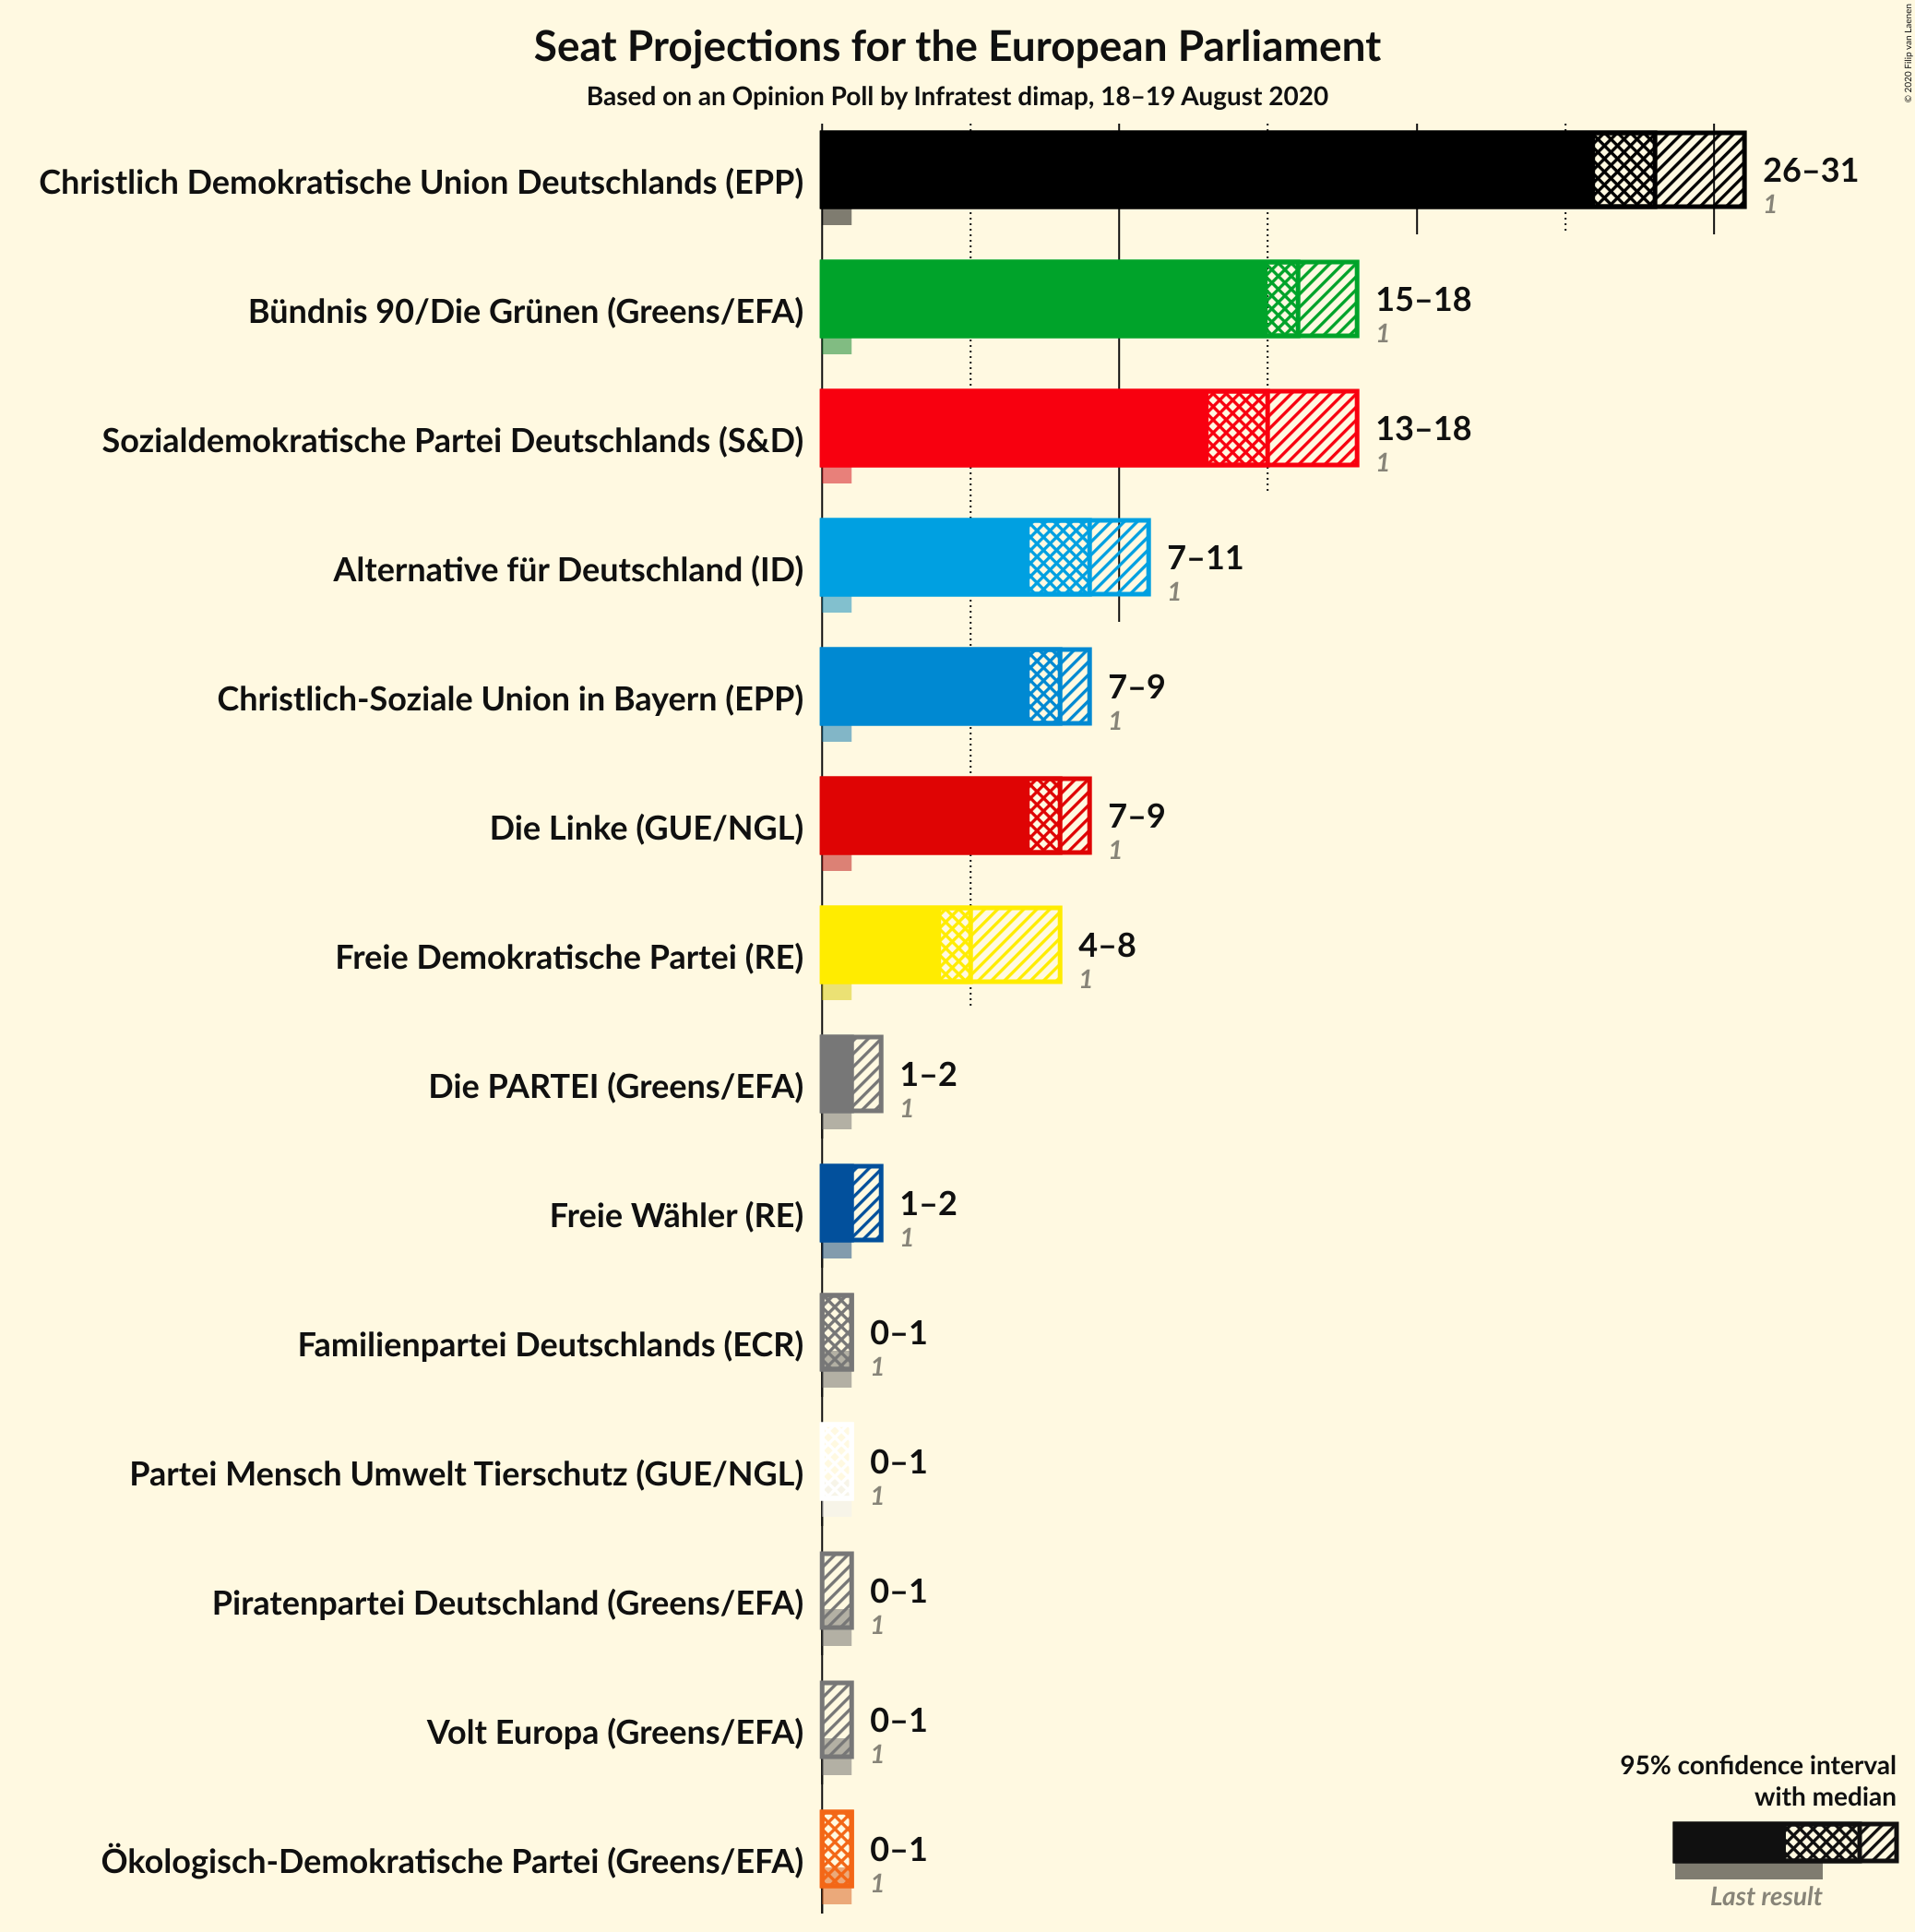 Seat Projections for the European Parliament
Based on an Opinion Poll by Infratest dimap, 18–19 August 2020
© 2020 Filip van Laenen
Christlich Demokratische Union Deutschlands (EPP)
26–31
1
Bündnis 90/Die Grünen (Greens/EFA)
15–18
1
Sozialdemokratische Partei Deutschlands (S&D)
13–18
1
Alternative für Deutschland (ID)
7–11
1
Christlich-Soziale Union in Bayern (EPP)
7–9
1
Die Linke (GUE/NGL)
7–9
1
Freie Demokratische Partei (RE)
4–8
1
Die PARTEI (Greens/EFA)
1–2
1
Freie Wähler (RE)
1–2
1
Familienpartei Deutschlands (ECR)
0–1
1
Partei Mensch Umwelt Tierschutz (GUE/NGL)
0–1
1
Piratenpartei Deutschland (Greens/EFA)
0–1
1
Volt Europa (Greens/EFA)
0–1
1
Ökologisch-Demokratische Partei (Greens/EFA)
0–1
1
95% confidence interval
with median
Last result